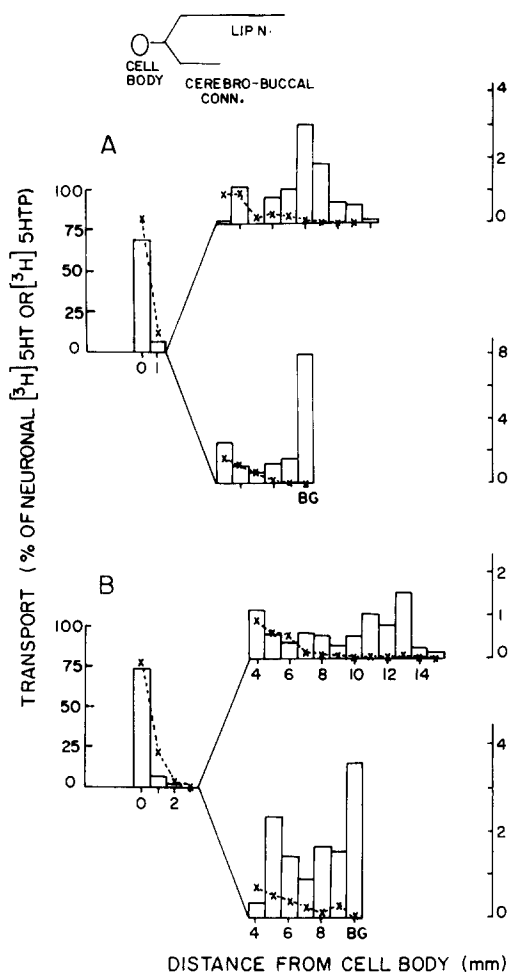 LIP N.
CELL
BODY
CEREBRO-BUCCAL
CONN.
A
TRANSPORT (% OF NEURONAL [³H] 5HT OR [³H] 5HTP)
4
2
0
100
75
50
25
0
0 1
8
4
0
BG
B
2
1
0
100
75
25
0
0 2
4 6 8 10 12 14
4
2
0
4 6 8 BG
DISTANCE FROM CELL BODY (mm)